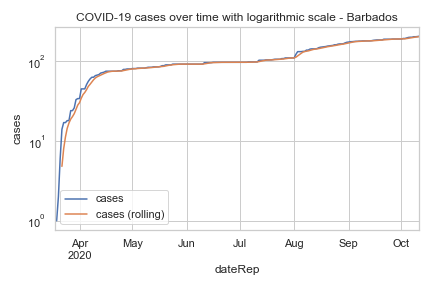 COVID-19 cases over time with logarithmic scale - Barbados
cases
10²
10¹
10⁰
cases
cases (rolling)
Apr May Jun Jul Aug Sep Oct
2020
dateRep